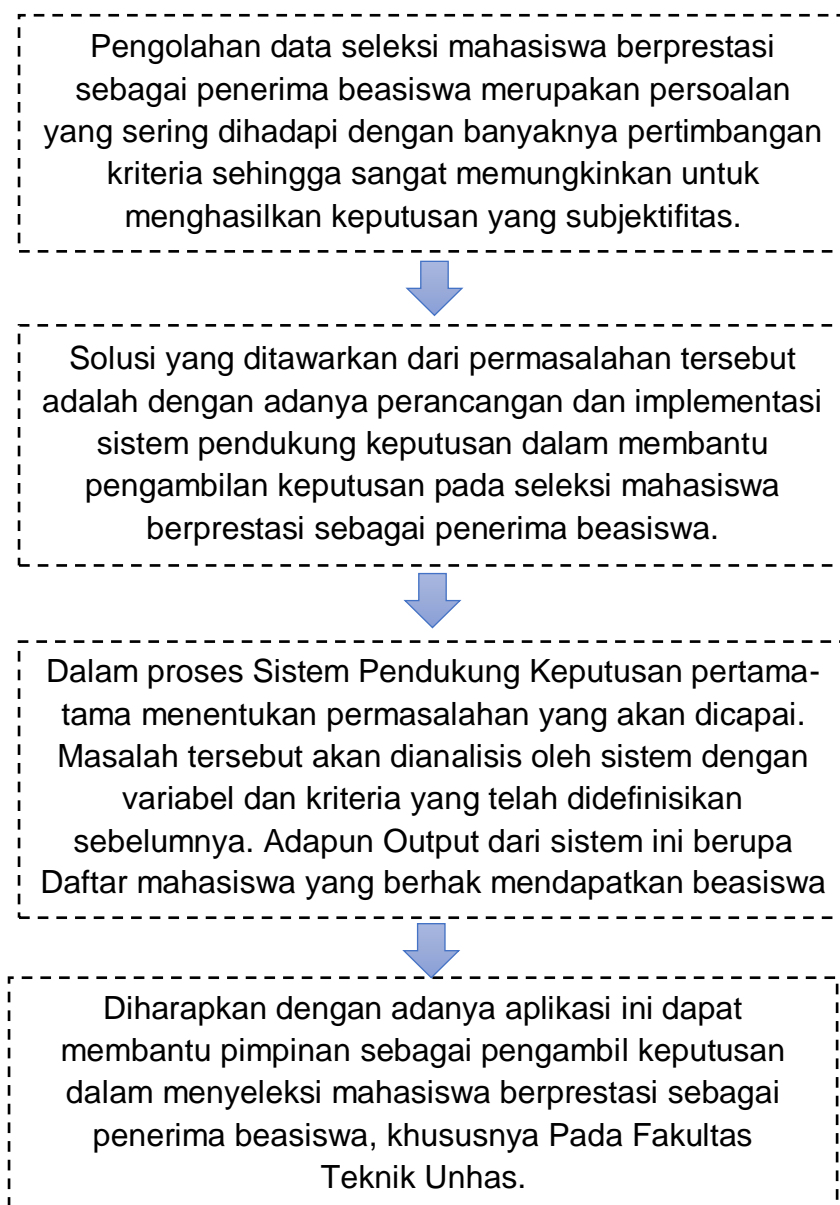 Pengolahan data seleksi mahasiswa berprestasi
sebagai penerima beasiswa merupakan persoalan
yang sering dihadapi dengan banyaknya pertimbangan
kriteria sehingga sangat memungkinkan untuk
menghasilkan keputusan yang subjektifitas.
Solusi yang ditawarkan dari permasalahan tersebut
adalah dengan adanya perancangan dan implementasi
sistem pendukung keputusan dalam membantu
pengambilan keputusan pada seleksi mahasiswa
berprestasi sebagai penerima beasiswa.
Dalam proses Sistem Pendukung Keputusan pertama-
tama menentukan permasalahan yang akan dicapai.
Masalah tersebut akan dianalisis oleh sistem dengan
variabel dan kriteria yang telah didefinisikan
sebelumnya. Adapun Output dari sistem ini berupa
Daftar mahasiswa yang berhak mendapatkan beasiswa
Diharapkan dengan adanya aplikasi ini dapat
membantu pimpinan sebagai pengambil keputusan
dalam menyeleksi mahasiswa berprestasi sebagai
penerima beasiswa, khususnya Pada Fakultas
Teknik Unhas.